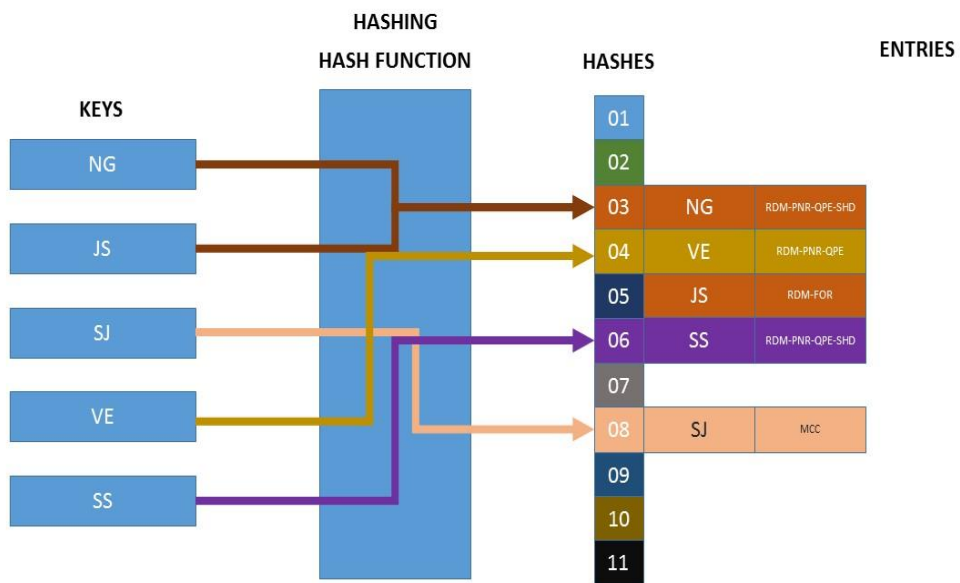 HASHING
HASH FUNCTION
HASHES
ENTRIES
KEYS
NG
JS
SJ
VE
SS
01
02
03 NG RDM-PNR-QPE-SHD
04 VE RDM-PNR-QPE
05 JS RDM-FOR
06 SS RDM-PNR-QPE-SHD
07
08 SJ MCC
09
10
11